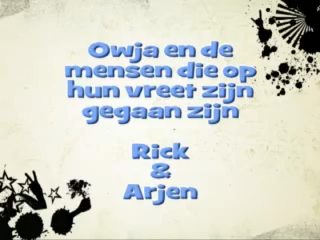 Owja en de
mensen die op
hun vreet zijn
gegaan zijn
Rick
&
Arjen